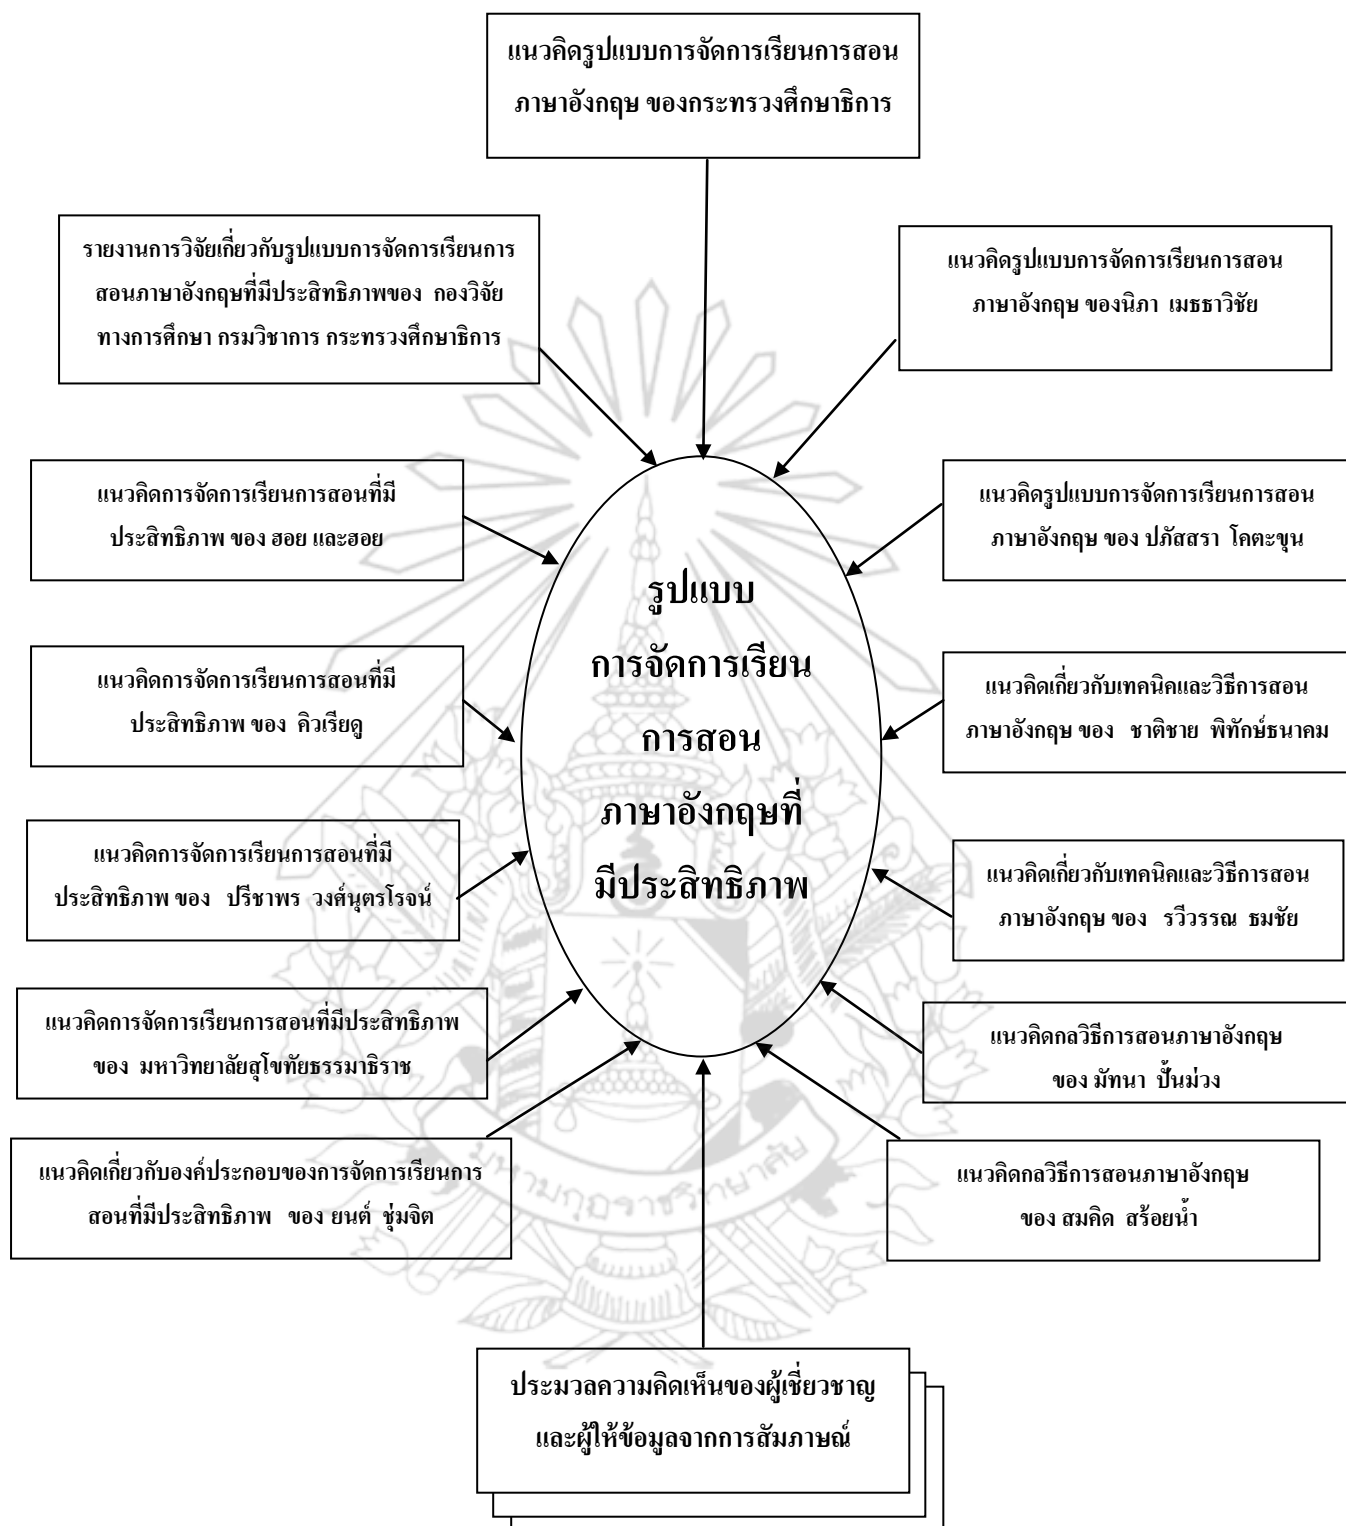 แนวคิดรูปแบบการจัดการเรียนการสอน
ภาษาอังกฤษ ของกระทรวงศึกษาธิการ
รายงานการวิจัยเกี่ยวกับรูปแบบการจัดการเรียนการ
สอนภาษาอังกฤษที่มีประสิทธิภาพของ กองวิจัย
ทางการศึกษา กรมวิชาการ กระทรวงศึกษาธิการ
แนวคิดรูปแบบการจัดการเรียนการสอน
ภาษาอังกฤษ ของนิภา เมธธาวิชัย
แนวคิดการจัดการเรียนการสอนที่มี
ประสิทธิภาพ ของ ฮอย และฮอย
แนวคิดรูปแบบการจัดการเรียนการสอน
ภาษาอังกฤษ ของ ปภัสสรา โคตะขุน
รูปแบบ
การจัดการเรียน
การสอน
ภาษาอังกฤษที่
มีประสิทธิภาพ
แนวคิดการจัดการเรียนการสอนที่มี
ประสิทธิภาพ ของ คิวเรียดู
แนวคิดเกี่ยวกับเทคนิคและวิธีการสอน
ภาษาอังกฤษ ของ ชาติชาย พิทักษ์ธนาคม
แนวคิดการจัดการเรียนการสอนที่มี
ประสิทธิภาพ ของ ปรีชาพร วงศ์นุตรโรจน์
แนวคิดเกี่ยวกับเทคนิคและวิธีการสอน
ภาษาอังกฤษ ของ รวีวรรณ ธมชัย
แนวคิดการจัดการเรียนการสอนที่มีประสิทธิภาพ
ของ มหาวิทยาลัยสุโขทัยธรรมาธิราช
แนวคิดกลวิธีการสอนภาษาอังกฤษ
ของ มัทนา ปั้นม่วง
แนวคิดเกี่ยวกับองค์ประกอบของการจัดการเรียนการ
สอนที่มีประสิทธิภาพ ของ ยนต์ ชุ่มจิต
แนวคิดกลวิธีการสอนภาษาอังกฤษ
ของ สมคิด สร้อยน้ำ
มหามกุฏราชวิทยาลัย
ประมวลความคิดเห็นของผู้เชี่ยวชาญ
และผู้ให้ข้อมูลจากการสัมภาษณ์